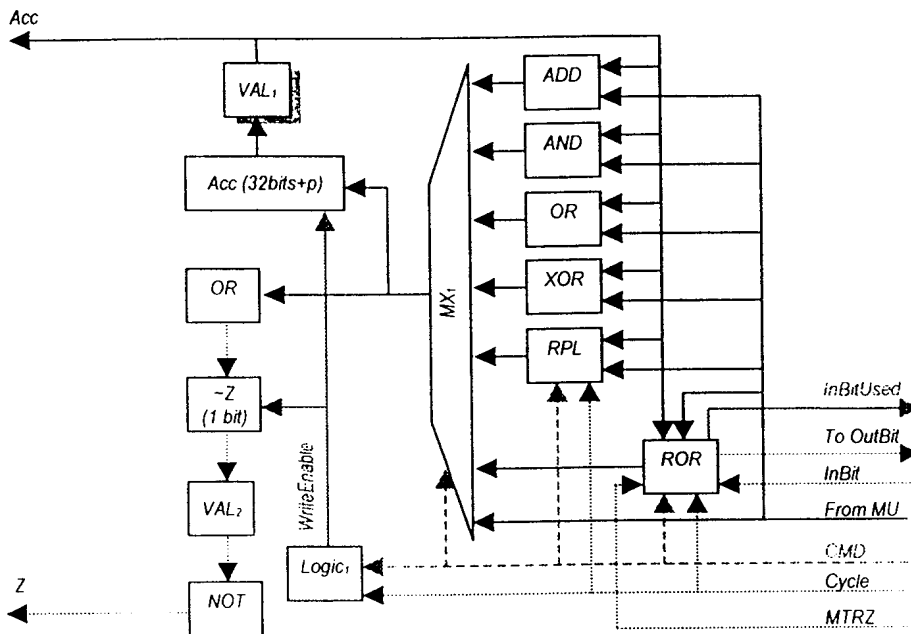 Acc
VAL₁
ADD
AND
Acc (32bits+p)
OR
XOR
OR
MX₁
RPL
~Z
(1 bit)
InBitUsed
To OutBit
ROR
InBit
WriteEnable
VAL₂
From MU
CMD
Logic₁
Cycle
Z
NOT
MTRZ